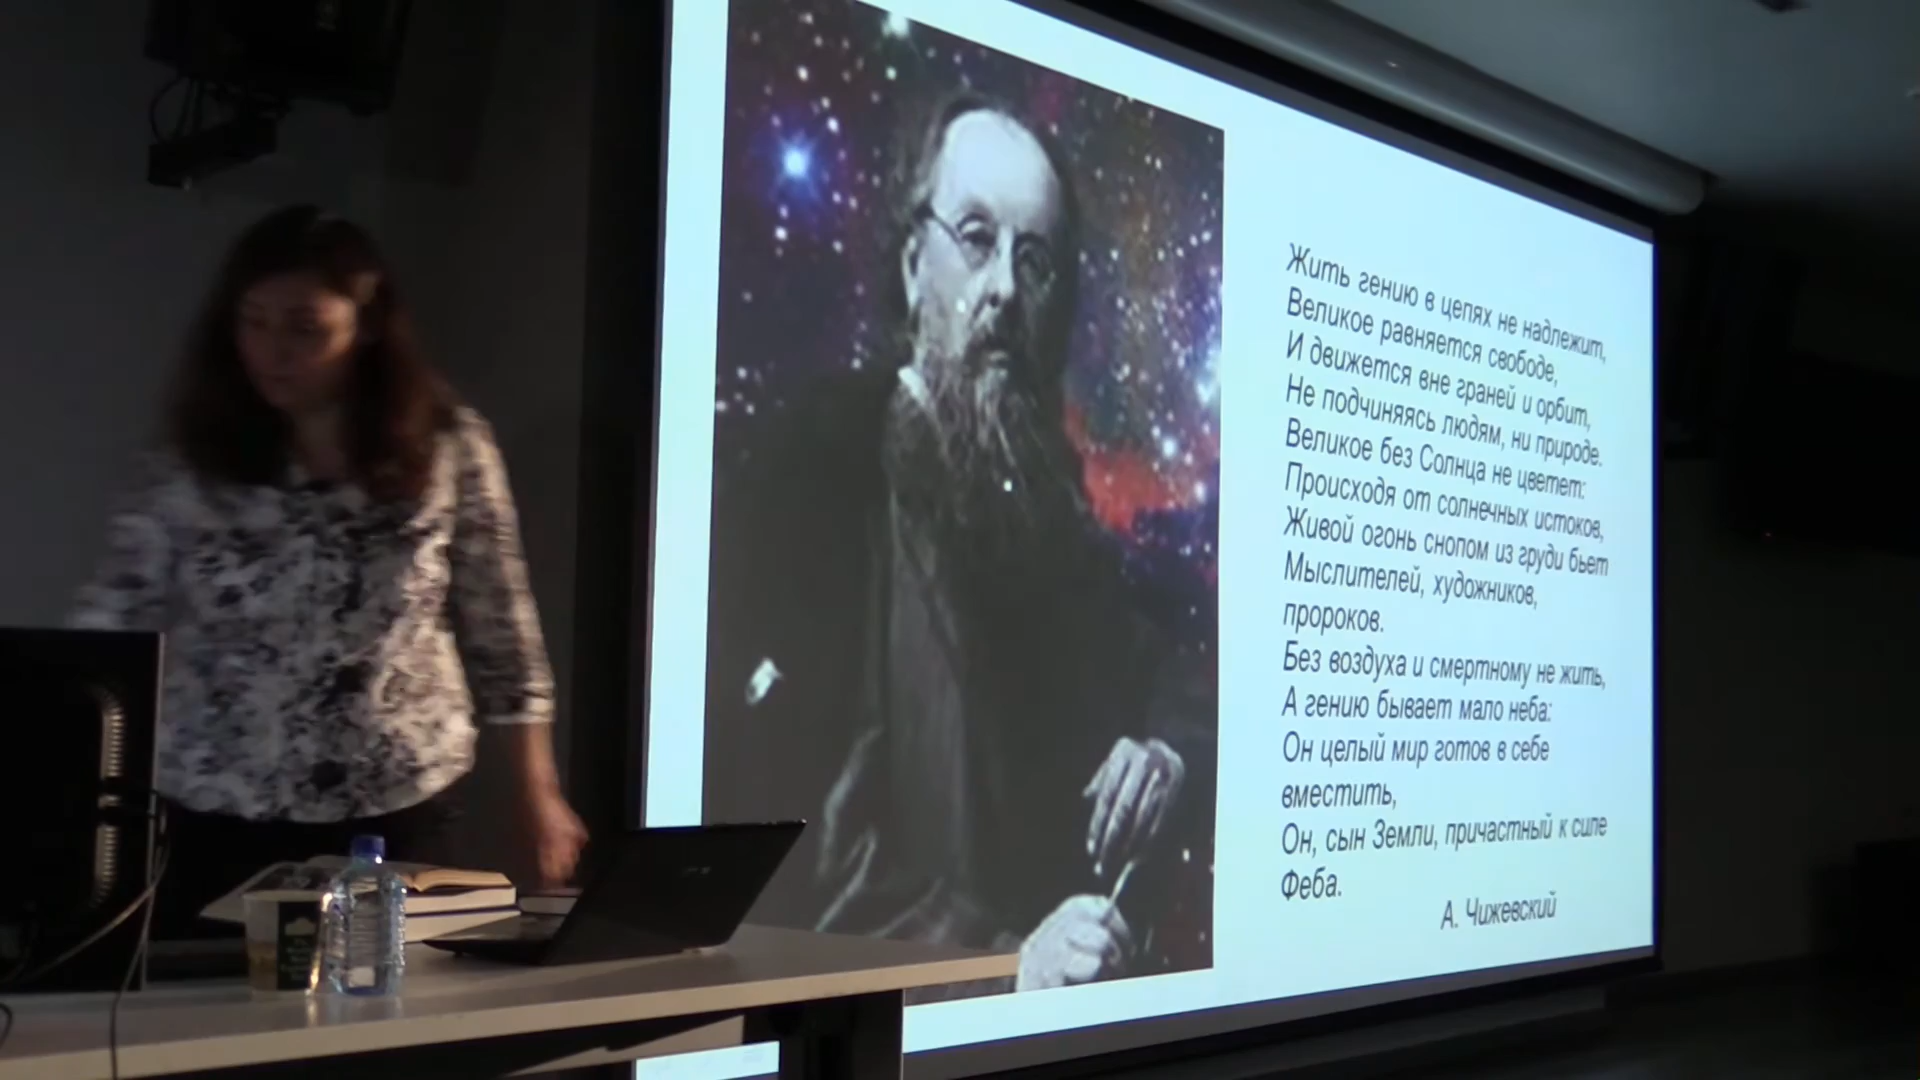 Жить гению в цепях не надлежит,
Великое равняется свободе,
И движется вне граней и орбит,
Не подчиняясь людям, ни природе.
Великое без Солнца не цветет:
Происходя от солнечных истоков,
Живой огонь снопом из груди бьет
Мыслителей, художников,
пророков.
Без воздуха и смертному не жить,
А гению бывает мало неба:
Он целый мир готов в себе
вместить,
Он, сын Земли, причастный к силе
Феба.
А. Чижевский